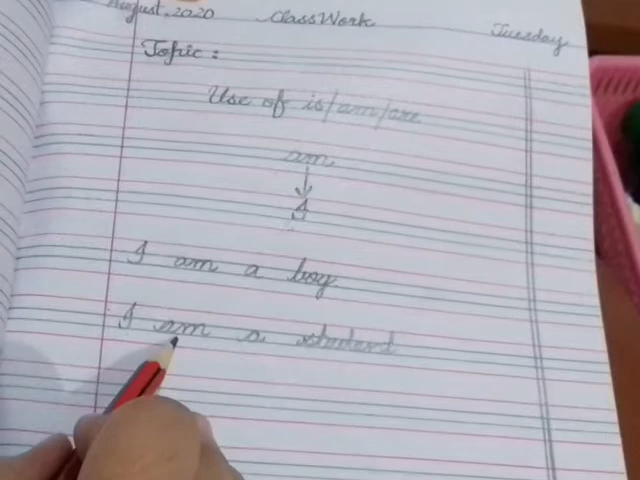 August, 2020 ClassWork Tuesday
Topic :
Use of is/am/are
am
I
I am a boy
I am a student